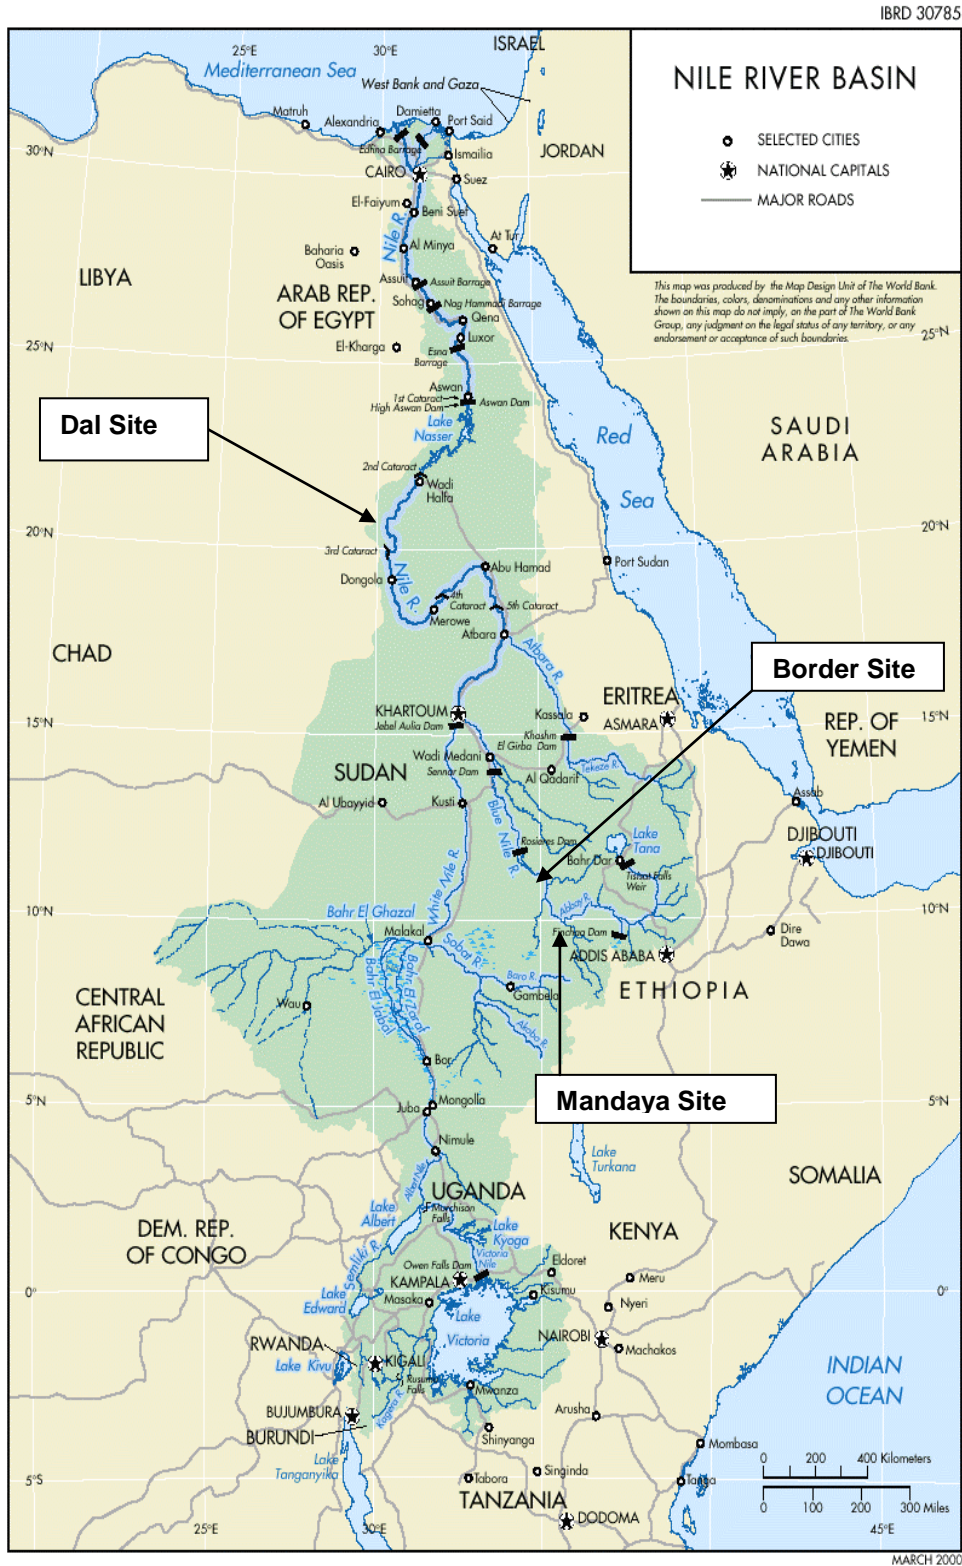 IBRD 30785
NILE RIVER BASIN
SELECTED CITIES
NATIONAL CAPITALS
MAJOR ROADS
This map was produced by the Map Design Unit of The World Bank.
The boundaries, colors, denominations and any other information
shown on this map do not imply, on the part of The World Bank
Group, any judgment on the legal status of any territory, or any
endorsement or acceptance of such boundaries.
25°E
30°E
ISRAEL
Mediterranean Sea
West Bank and Gaza
Matruh
Alexandria
Damietta
Port Said
Edfina Barrage
Ismailia
JORDAN
30°N
CAIRO
Suez
El-Faiyum
Beni Suef
Nile R.
Al Minya
At Tur
Baharia
Oasis
LIBYA
Assuit
Assuit Barrage
ARAB REP.
OF EGYPT
Sohag
Nag Hammadi Barrage
Qena
Luxor
25°N
25°N
El-Kharga
Esna
Barrage
Aswan
1st Cataract
High Aswan Dam
Aswan Dam
Lake
Nasser
Dal Site
Red
Sea
SAUDI
ARABIA
2nd Cataract
Wadi
Halfa
20°N
20°N
3rd Cataract
Abu Hamad
Port Sudan
Dongola
Nile R.
4th
Cataract
5th Cataract
Merowe
Atbara
CHAD
Atbara R.
Border Site
ERITREA
KHARTOUM
Kassala
ASMARA
15°N
15°N
Jebel Aulia Dam
Khashm
El Girba Dam
REP. OF
YEMEN
Wadi Medani
SUDAN
Sennar Dam
Al Qadarif
Tekeze R.
Al Ubayyid
Kusti
Assab
Blue Nile R.
Rosieres Dam
Lake
Tana
DJIBOUTI
DJIBOUTI
Bahr Dar
Tisisat Falls
Weir
White Nile R.
10°N
10°N
Bahr El Ghazal
Abbay R.
Malakal
Finchaa Dam
Dire
Dawa
Sobat R.
ADDIS ABABA
Bahr El Jebal
Bahr El Zaraf
Baro R.
Gambela
ETHIOPIA
CENTRAL
AFRICAN
REPUBLIC
Wau
Akobo R.
Bor
Mandaya Site
5°N
5°N
Juba
Mongolla
Nimule
Lake
Turkana
SOMALIA
Albert Nile
UGANDA
Lake
Albert
Murchison
Falls
DEM. REP.
OF CONGO
Lake
Kyoga
KENYA
Semliki R.
Victoria
Nile
Owen Falls Dam
Eldoret
KAMPALA
Meru
0°
0°
Lake
Edward
Masaka
Kisumu
Nyeri
Lake
Victoria
NAIROBI
RWANDA
Machakos
Lake Kivu
KIGALI
INDIAN
OCEAN
Rusumo
Falls
Mwanza
BUJUMBURA
Kagera R.
Arusha
BURUNDI
Shinyanga
Mombasa
Lake
Tanganyika
0 200 400 Kilometers
5°S
Tabora
Singinda
Tanga
TANZANIA
0 100 200 300 Miles
DODOMA
25°E
30°E
45°E
MARCH 2000